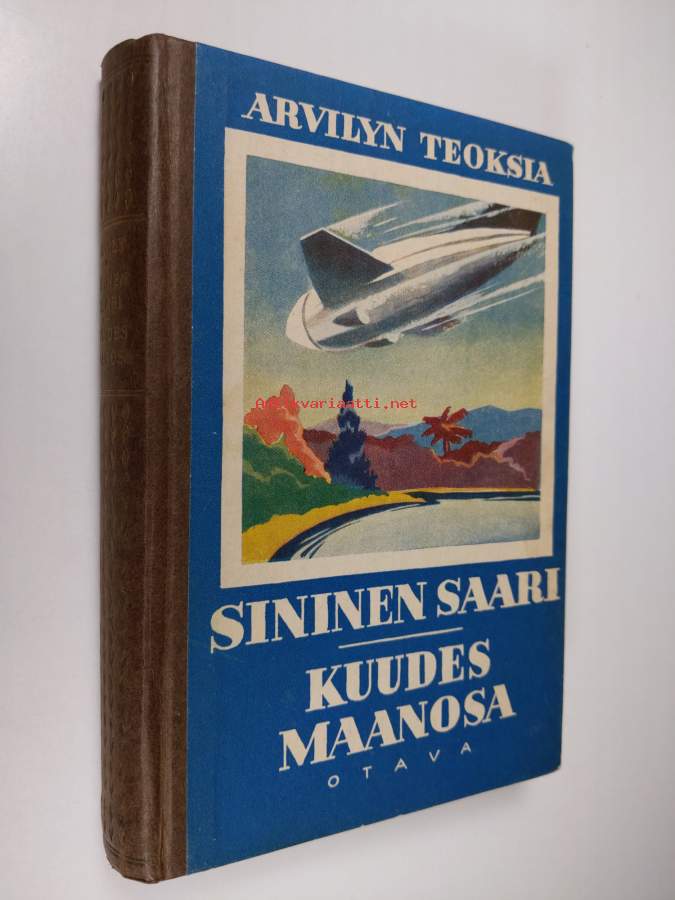 ARVILYN TEOKSIA
Antikvariaatti.net
SININEN SAARI
KUUDES
MAANOSA
OTAVA